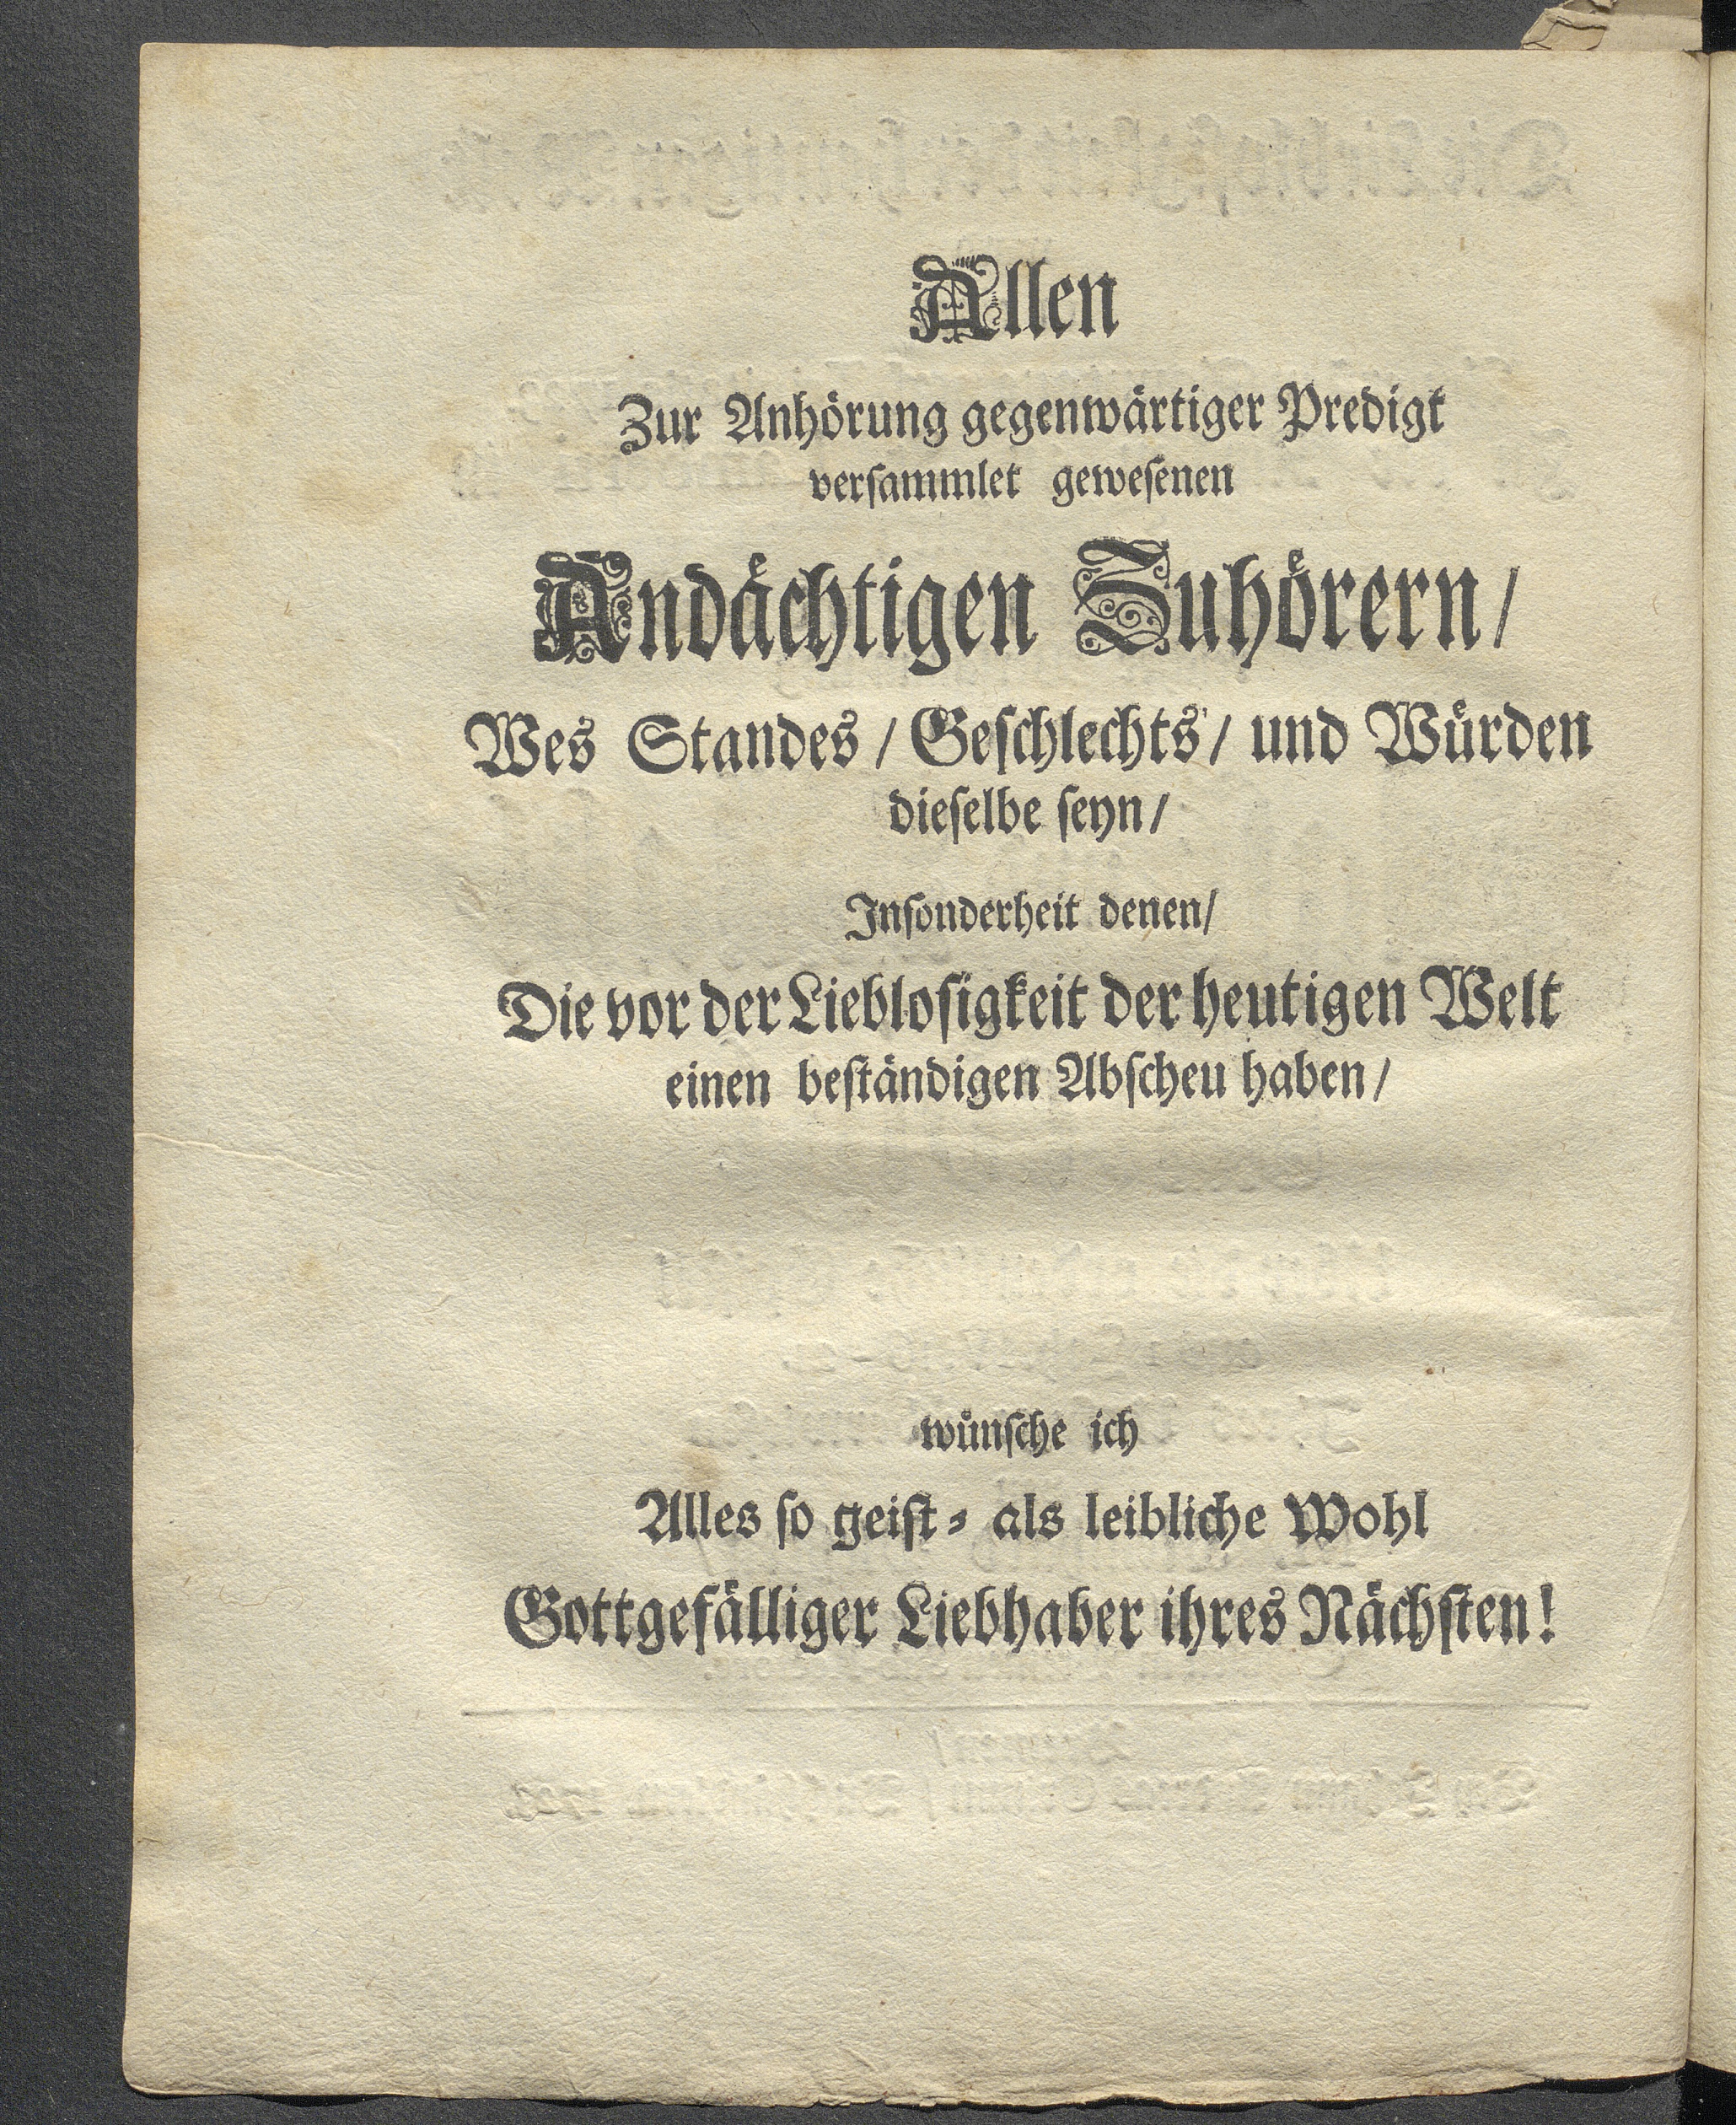 Allen
Zur Anhörung gegenwärtiger Predigt
verſammlet geweſenen
Andächtigen Zuhörern/
Wes Standes/ Geſchlechts/ und Würden
dieſelbe ſeyn/
Inſonderheit denen/
Die vor der Liebloſigkeit der heutigen Welt
einen beſtändigen Abſcheu haben/
wünſche ich
Alles ſo geiſt⸗ als leibliche Wohl
Gottgefälliger Liebhaber ihres Nächſten!